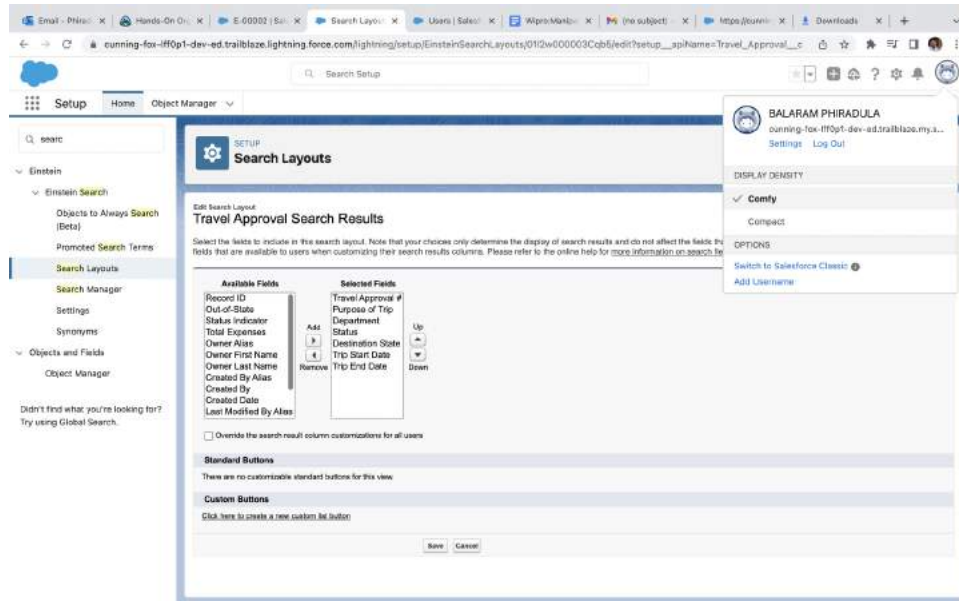 Email - Phirad
Hands-On Or
E-00002 | Sal
Search Layou
Users | Salesf
Wipro:Manlo
(no subject) -
https://cunni
Downloads
cunning-fox-lff0p1-dev-ed.trailblaze.lightning.force.com/lightning/setup/EinsteinSearchLayouts/01I2w000003Cqb5/edit?setup__apiName=Travel_Approval__c
Search Setup
Setup Home Object Manager
searc
Einstein
Einstein Search
Objects to Always Search
(Beta)
Promoted Search Terms
Search Layouts
Search Manager
Settings
Synonyms
Objects and Fields
Object Manager
Didn't find what you're looking for?
Try using Global Search.
SETUP
Search Layouts
Edit Search Layout
Travel Approval Search Results
Select the fields to include in this search layout. Note that your choices only determine the display of search results and do not affect the fields tha
fields that are available to users when customizing their search results columns. Please refer to the online help for more information on search fie
Available Fields
Record ID
Out-of-State
Status Indicator
Total Expenses
Owner Alias
Owner First Name
Owner Last Name
Created By Alias
Created By
Created Date
Last Modified By Alias
Add
Remove
Selected Fields
Travel Approval #
Purpose of Trip
Department
Status
Destination State
Trip Start Date
Trip End Date
Up
Down
Override the search result column customizations for all users
Standard Buttons
There are no customizable standard buttons for this view
Custom Buttons
Click here to create a new custom list button
Save Cancel
BALARAM PHIRADULA
cunning-fox-lff0p1-dev-ed.trailblaze.my.s...
Settings Log Out
DISPLAY DENSITY
Comfy
Compact
OPTIONS
Switch to Salesforce Classic
Add Username